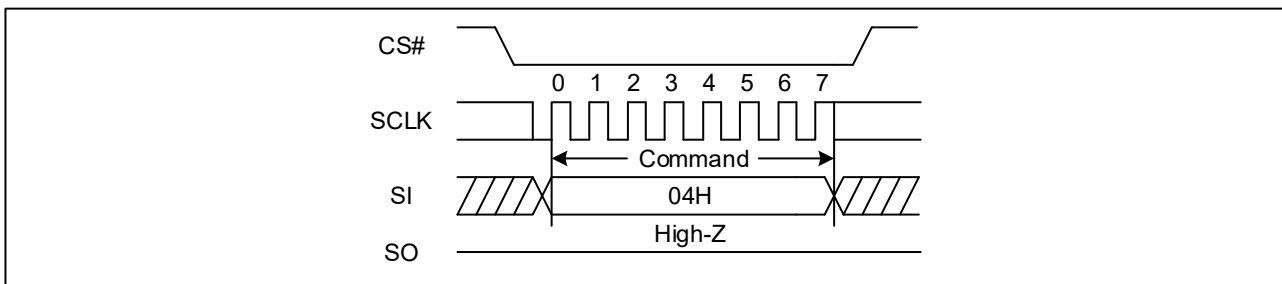 CS#
0 1 2 3 4 5 6 7
SCLK
Command
SI
04H
High-Z
SO